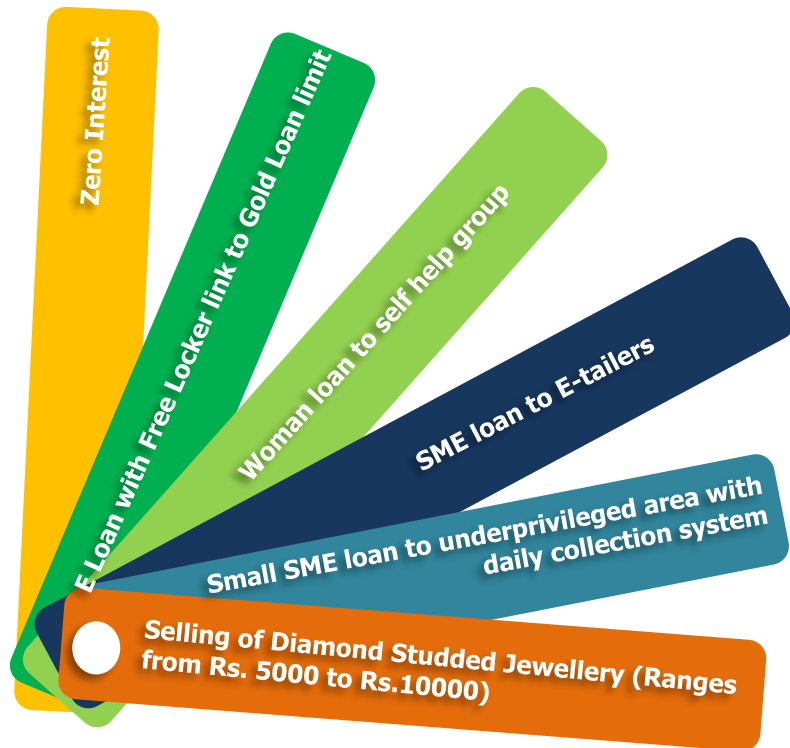 Zero Interest
E Loan with Free Locker link to Gold Loan limit
Woman loan to self help group
SME loan to E-tailers
Small SME loan to underprivileged area with
daily collection system
Selling of Diamond Studded Jewellery (Ranges
from Rs. 5000 to Rs.10000)